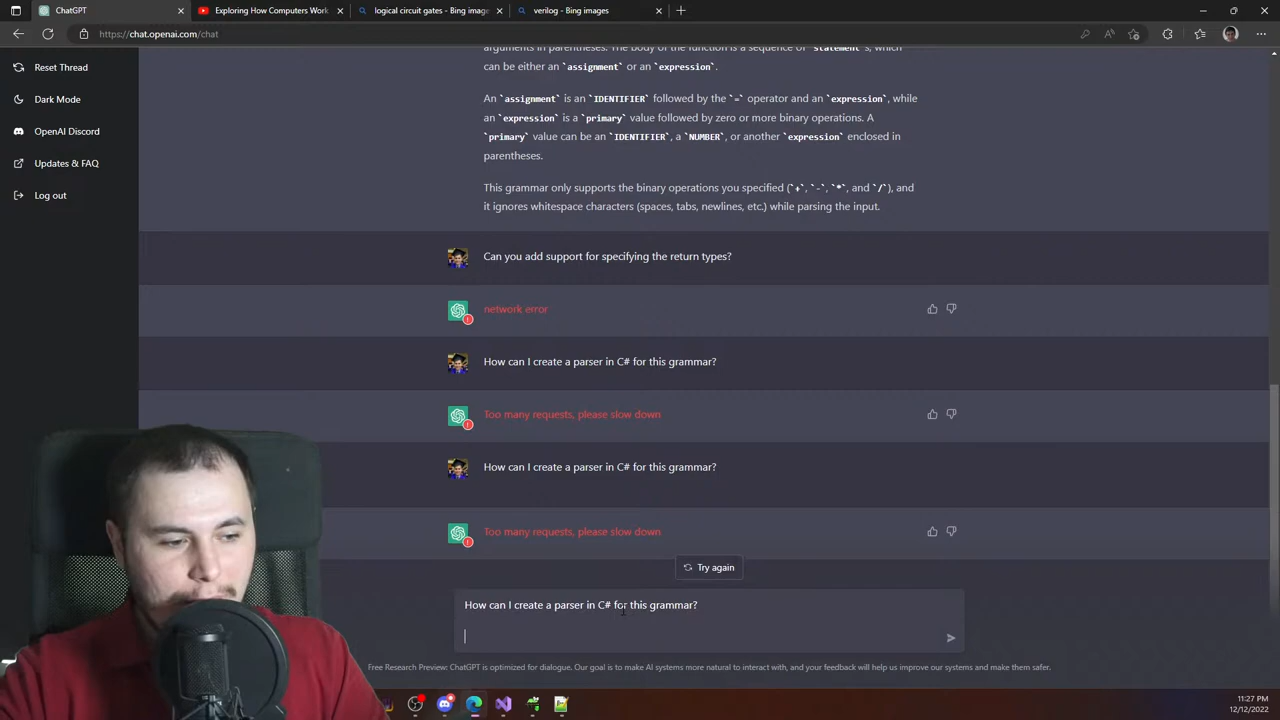 ChatGPT
Exploring How Computers Work
logical circuit gates - Bing images
verilog - Bing images
https://chat.openai.com/chat
Reset Thread
Dark Mode
OpenAI Discord
Updates & FAQ
Log out
arguments in parentheses. The body of the function is a sequence of `statement`s, which
can be either an `assignment` or an `expression`.
An `assignment` is an `IDENTIFIER` followed by the `=` operator and an `expression`, while
an `expression` is a `primary` value followed by zero or more binary operations. A
`primary` value can be an `IDENTIFIER`, a `NUMBER`, or another `expression` enclosed in
parentheses.
This grammar only supports the binary operations you specified (`+`, `-`, `*`, and `/`), and
it ignores whitespace characters (spaces, tabs, newlines, etc.) while parsing the input.
Can you add support for specifying the return types?
network error
How can I create a parser in C# for this grammar?
Too many requests, please slow down
How can I create a parser in C# for this grammar?
Too many requests, please slow down
Try again
How can I create a parser in C# for this grammar?
Free Research Preview: ChatGPT is optimized for dialogue. Our goal is to make AI systems more natural to interact with, and your feedback will help us improve our systems and make them safer.
11:27 PM
12/12/2022